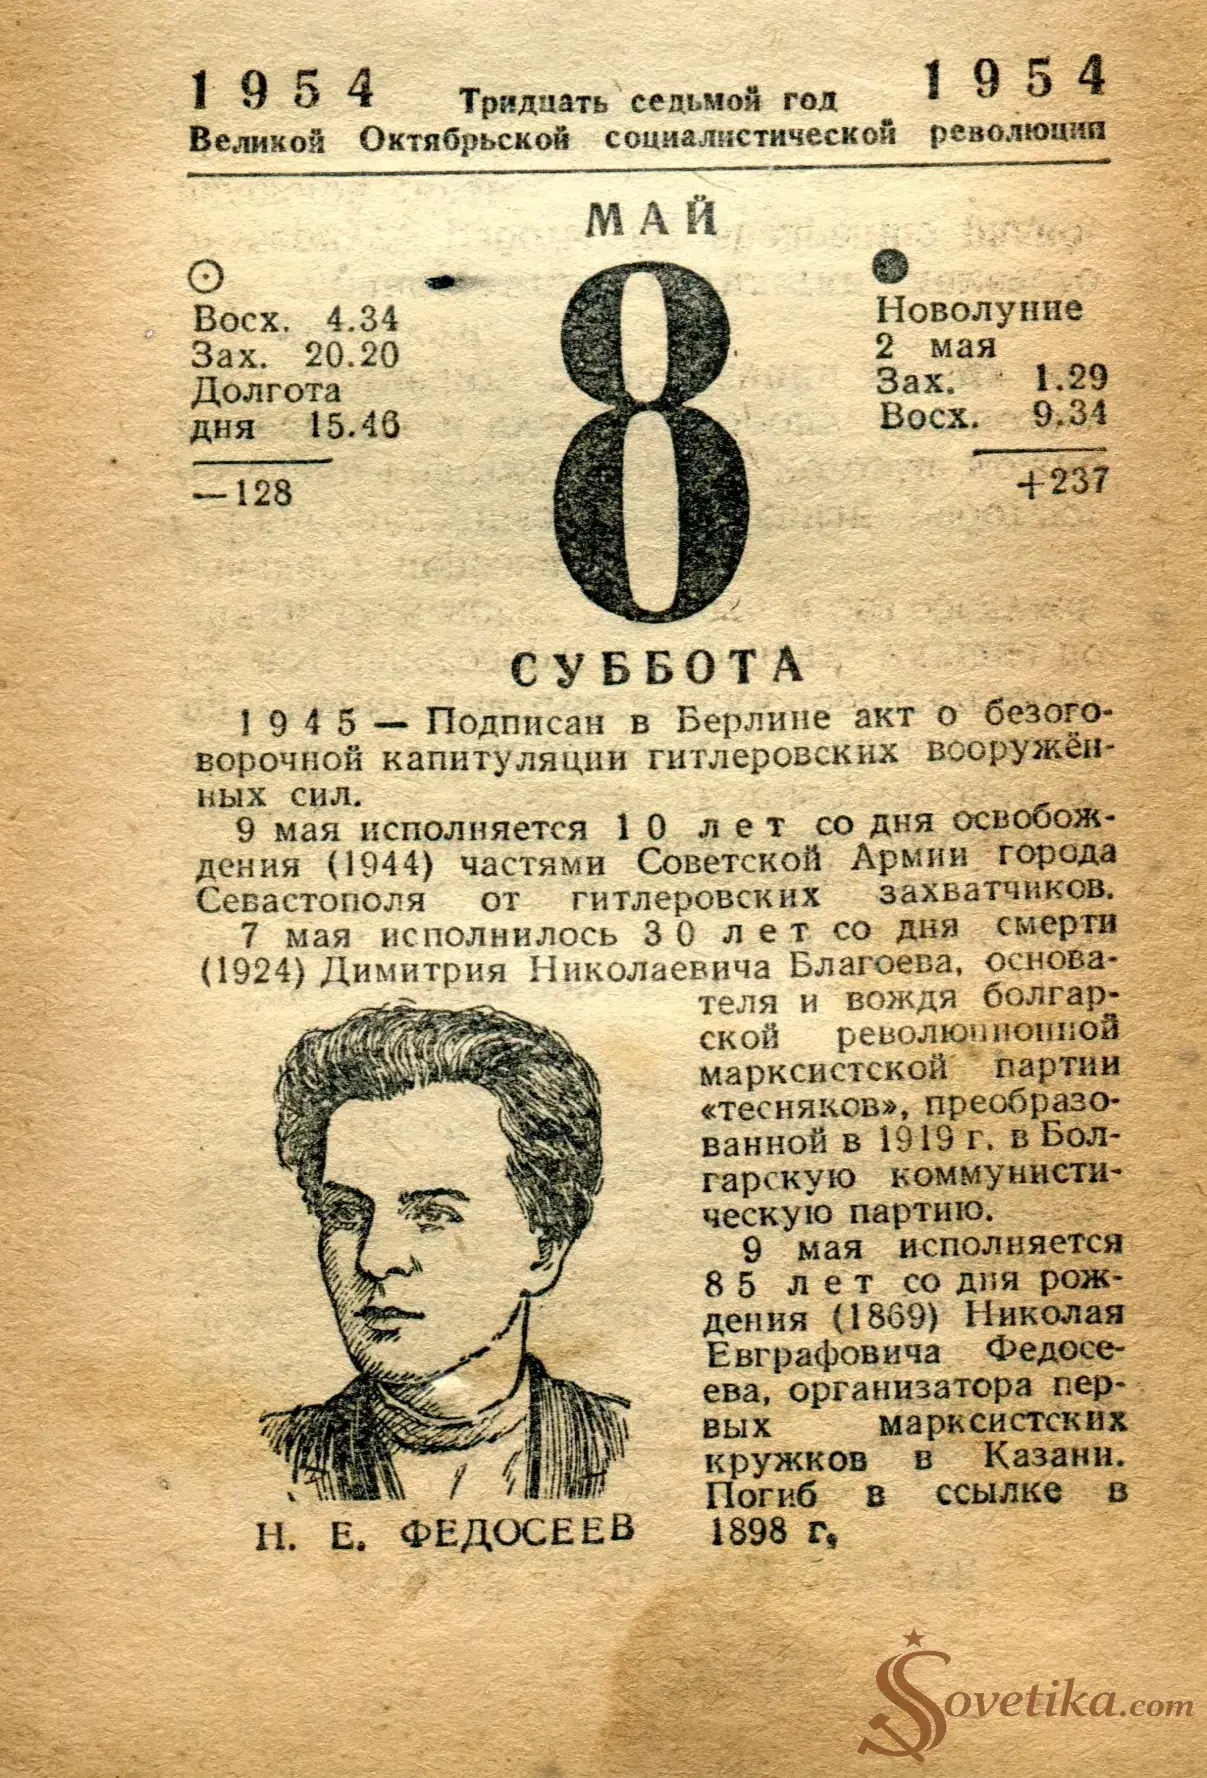 1954 Тридцать седьмой год 1954
Великой Октябрьской социалистической революции
МАЙ
Восх. 4.34
Зах. 20.20
Долгота
дня 15.46
—128
8
Новолуние
2 мая
Зах. 1.29
Восх. 9.34
+237
СУББОТА
1945 — Подписан в Берлине акт о безого-
ворочной капитуляции гитлеровских вооружён-
ных сил.
9 мая исполняется 10 лет со дня освобож-
дения (1944) частями Советской Армии города
Севастополя от гитлеровских захватчиков.
7 мая исполнилось 30 лет со дня смерти
(1924) Димитрия Николаевича Благоева, основа-
теля и вождя болгар-
ской революционной
марксистской партии
«тесняков», преобразо-
ванной в 1919 г. в Бол-
гарскую коммунисти-
ческую партию.
9 мая исполняется
85 лет со дня рож-
дения (1869) Николая
Евграфовича Федосе-
ева, организатора пер-
вых марксистских
кружков в Казани.
Погиб в ссылке в
1898 г.
Н. Е. ФЕДОСЕЕВ
Sovetika.com